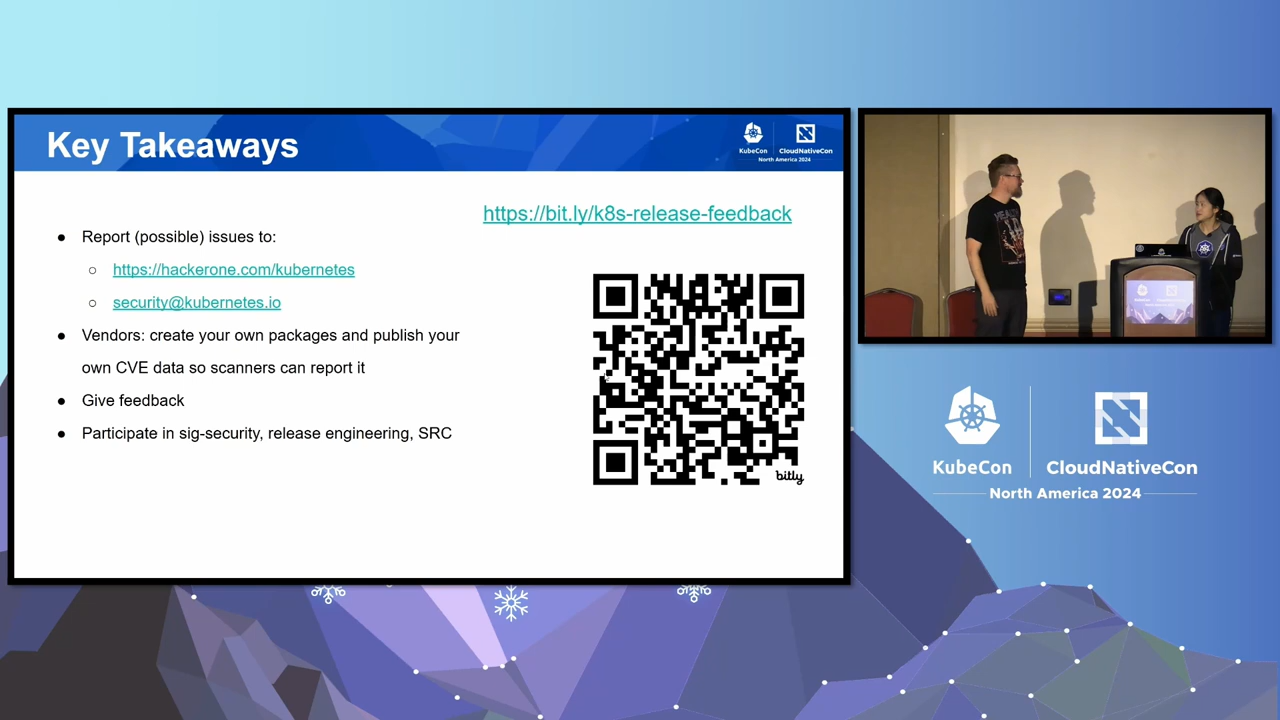 Key Takeaways
KubeCon
CloudNativeCon
North America 2024
https://bit.ly/k8s-release-feedback
● Report (possible) issues to:
○ https://hackerone.com/kubernetes
○ security@kubernetes.io
● Vendors: create your own packages and publish your
own CVE data so scanners can report it
● Give feedback
● Participate in sig-security, release engineering, SRC
bitly
KubeCon
CloudNativeCon
North America 2024